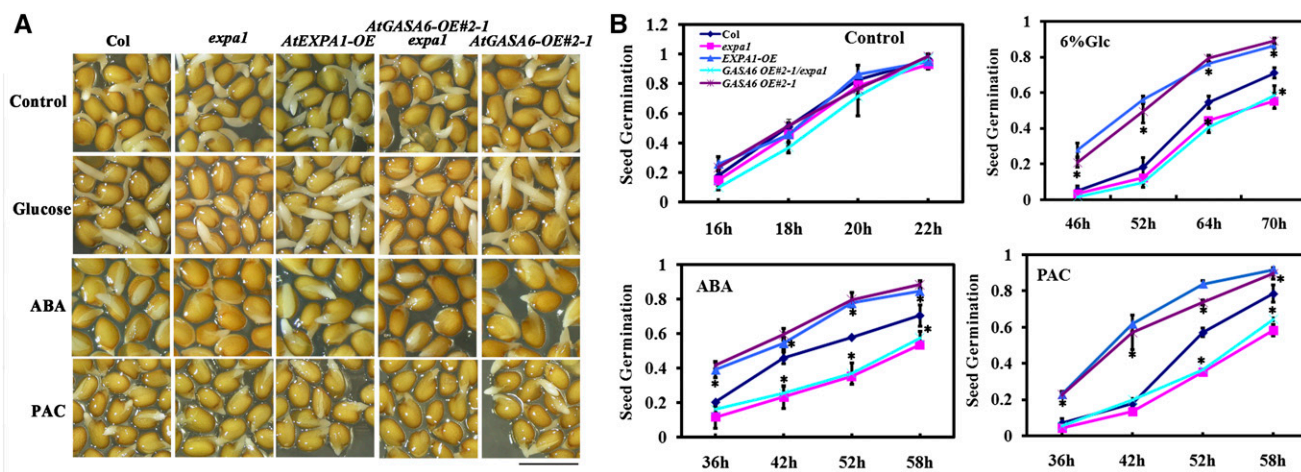 A
AtGASA6-OE#2-1
Col
expa1
AtEXPA1-OE
expa1
AtGASA6-OE#2-1
Control
Glucose
ABA
PAC
B
Seed Germination
1.2
1
0.8
0.6
0.4
0.2
0
Col
expa1
EXPA1-OE
GASA6 OE#2-1/expa1
GASA6 OE#2-1
Control
16h 18h 20h 22h
Seed Germination
1
0.8
0.6
0.4
0.2
0
6%Glc
* * * * * * * *
46h 52h 64h 70h
Seed Germination
1
0.8
0.6
0.4
0.2
0
ABA
* * * * * * * *
36h 42h 52h 58h
Seed Germination
1
0.8
0.6
0.4
0.2
0
PAC
* * * * * *
36h 42h 52h 58h